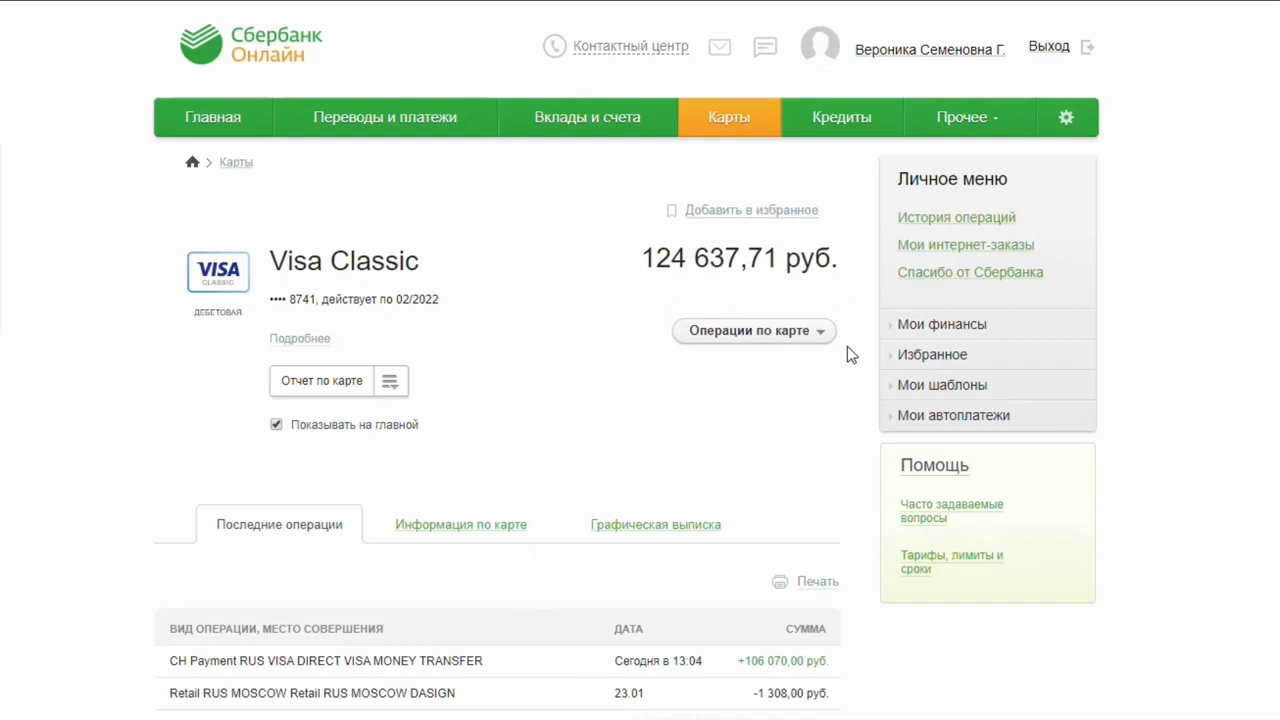 Сбербанк
Онлайн
Контактный центр
Вероника Семеновна Г.
Выход
Главная
Переводы и платежи
Вклады и счета
Карты
Кредиты
Прочее
Карты
Добавить в избранное
VISA
CLASSIC
ДЕБЕТОВАЯ
Visa Classic
124 637,71 руб.
•••• 8741, действует по 02/2022
Операции по карте
Подробнее
Отчет по карте
Показывать на главной
Личное меню
История операций
Мои интернет-заказы
Спасибо от Сбербанка
Мои финансы
Избранное
Мои шаблоны
Мои автоплатежи
Помощь
Часто задаваемые
вопросы
Тарифы, лимиты и
сроки
Последние операции
Информация по карте
Графическая выписка
Печать
ВИД ОПЕРАЦИИ, МЕСТО СОВЕРШЕНИЯ ДАТА СУММА
CH Payment RUS VISA DIRECT VISA MONEY TRANSFER Сегодня в 13:04 +106 070,00 руб.
Retail RUS MOSCOW Retail RUS MOSCOW DASIGN 23.01 -1 308,00 руб.